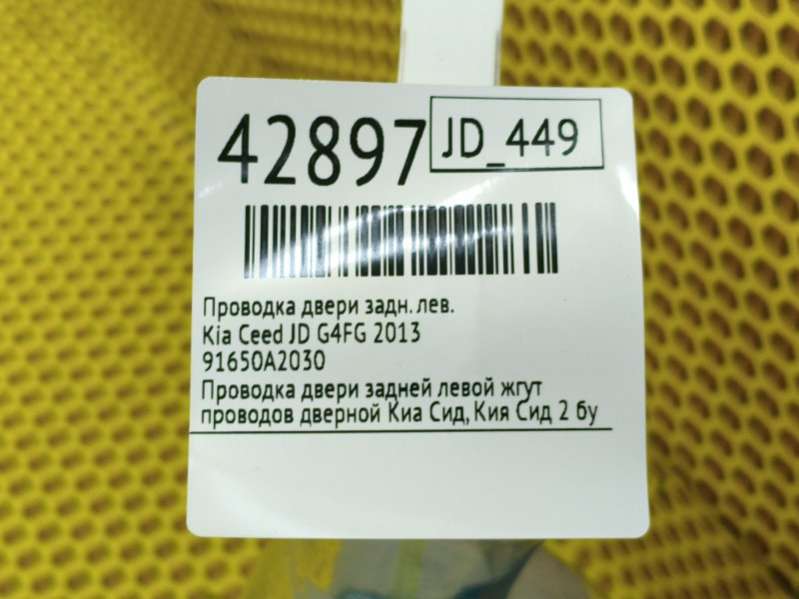 42897 JD_449
Проводка двери задн. лев.
Kia Ceed JD G4FG 2013
91650A2030
Проводка двери задней левой жгут
проводов дверной Киа Сид, Кия Сид 2 бу